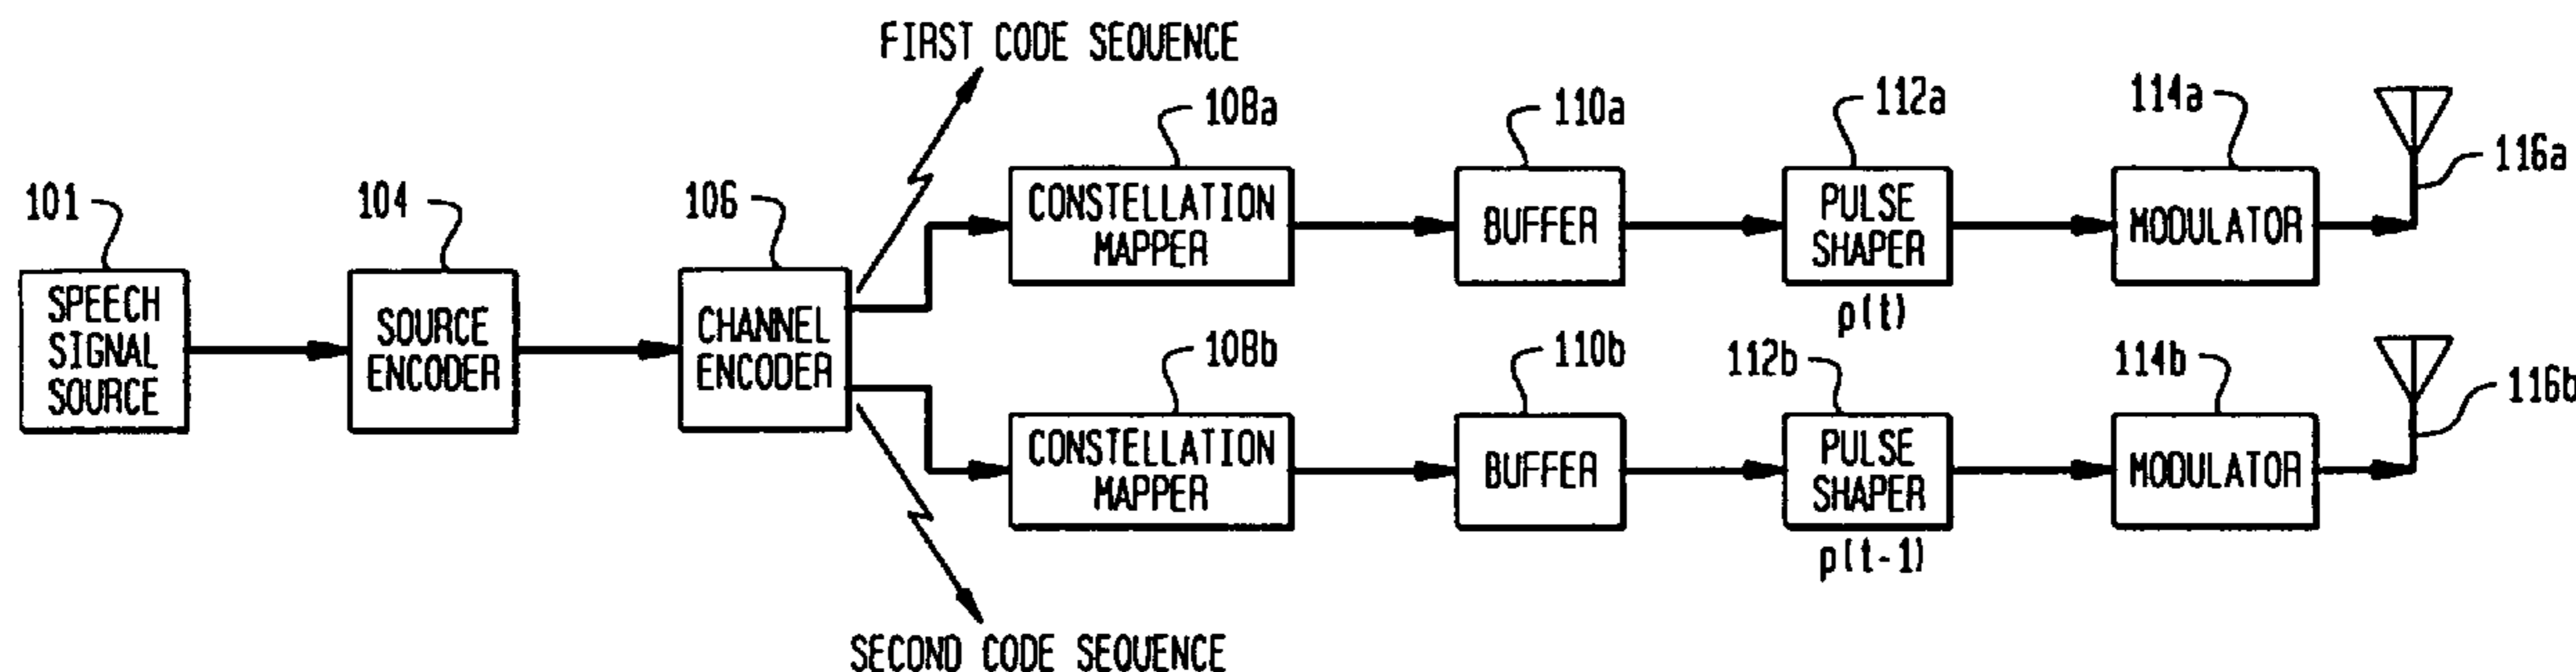 FIRST CODE SEQUENCE
108a
110a
112a
114a
116a
101
104
106
CONSTELLATION
MAPPER
BUFFER
PULSE
SHAPER
MODULATOR
p(t)
SPEECH
SIGNAL
SOURCE
SOURCE
ENCODER
CHANNEL
ENCODER
108b
110b
112b
114b
116b
CONSTELLATION
MAPPER
BUFFER
PULSE
SHAPER
MODULATOR
p(t-1)
SECOND CODE SEQUENCE